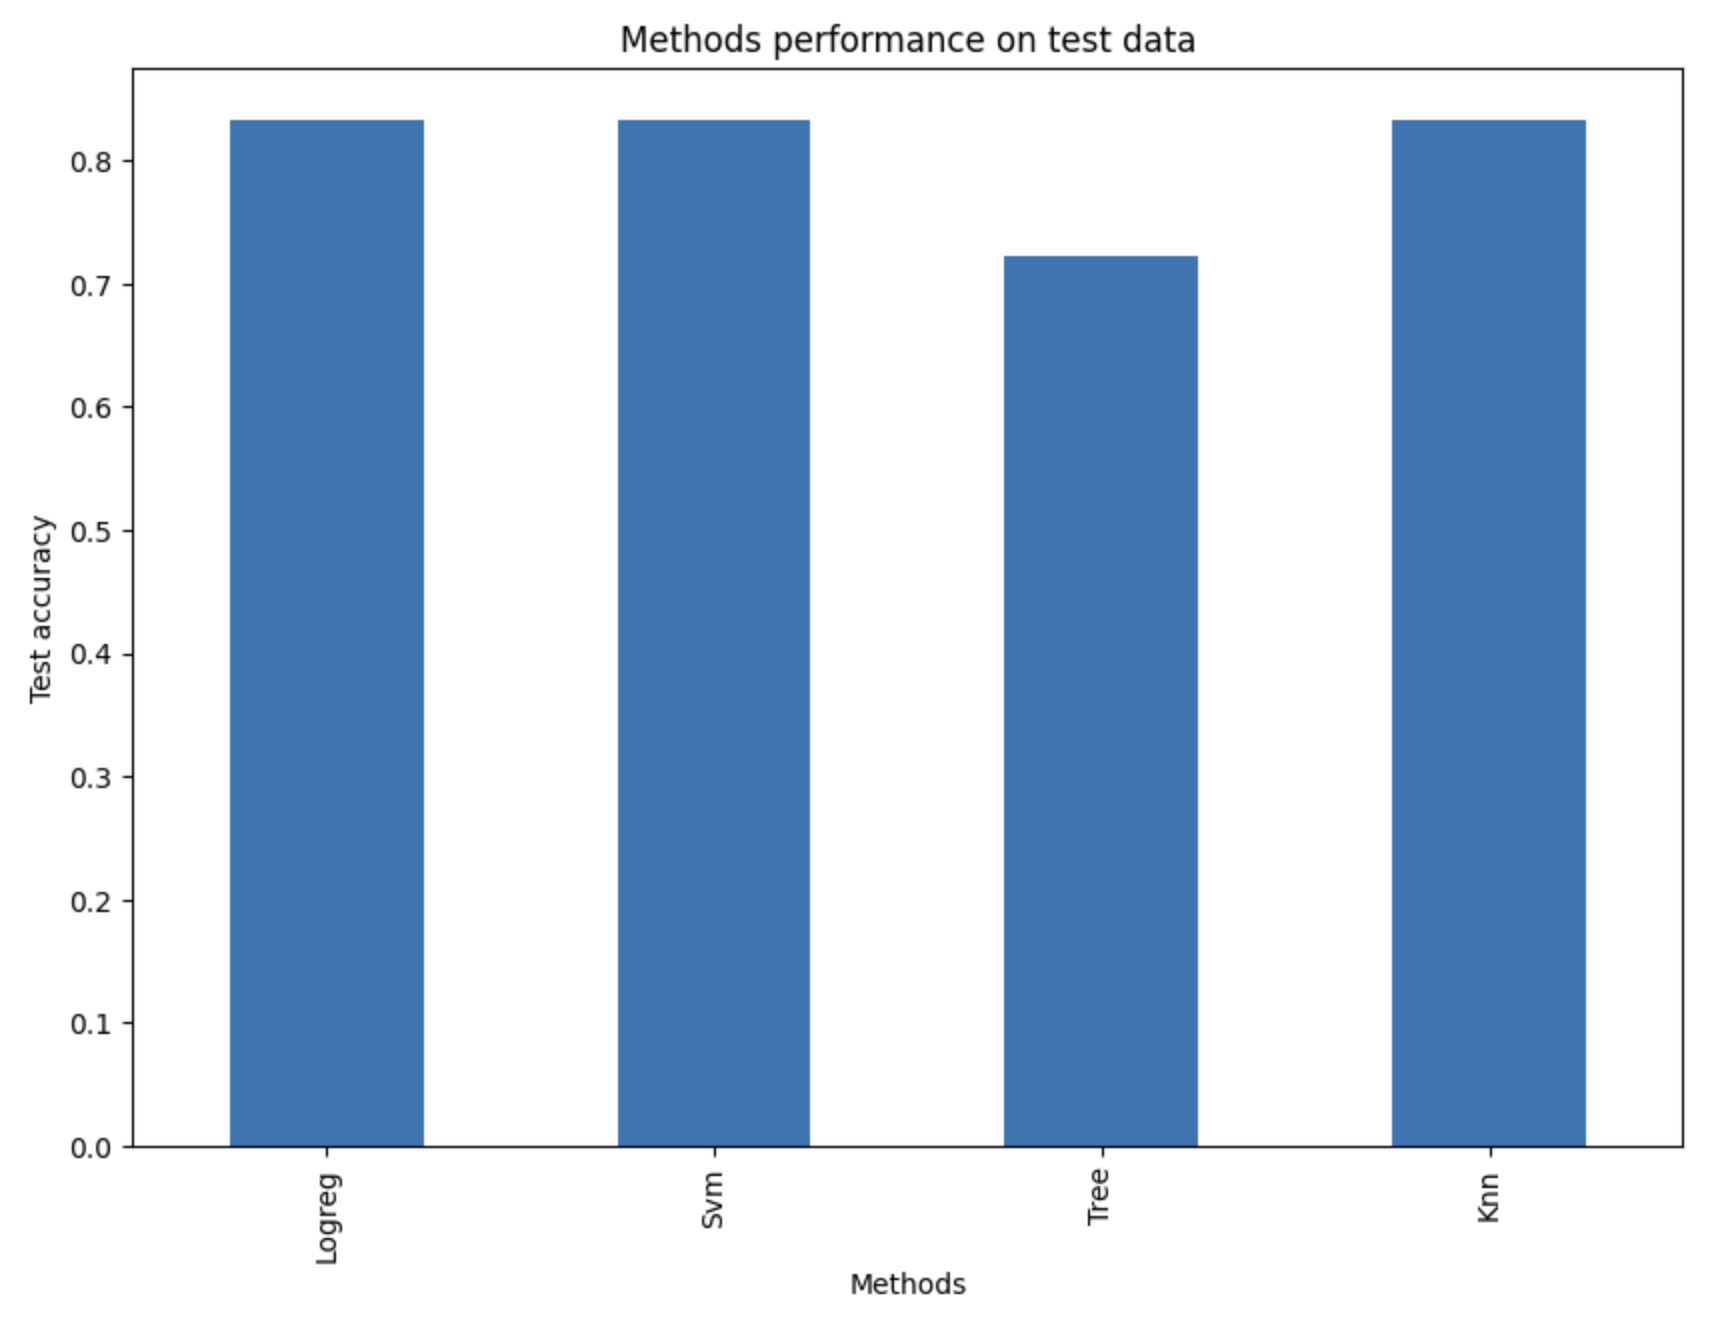 Methods performance on test data
Test accuracy
0.8
0.7
0.6
0.5
0.4
0.3
0.2
0.1
0.0
Logreg
Svm
Tree
Knn
Methods